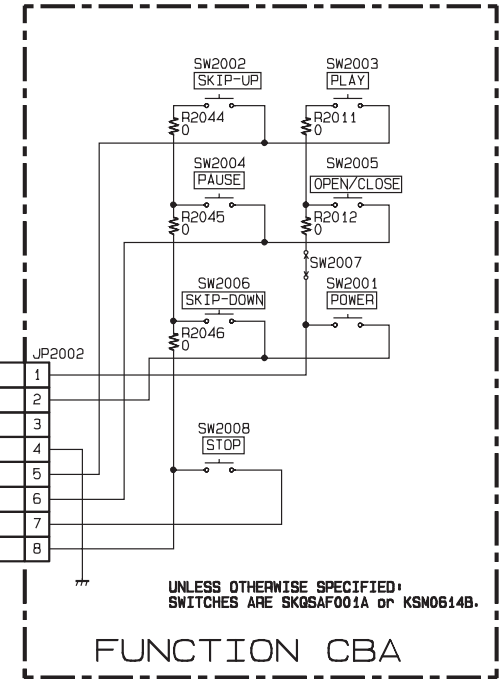 SW2002
SKIP-UP
SW2003
PLAY
R2044
0
R2011
0
SW2004
PAUSE
SW2005
OPEN/CLOSE
R2045
0
R2012
0
SW2007
SW2006
SKIP-DOWN
SW2001
POWER
R2046
0
JP2002
1
2
3
4
5
6
7
8
SW2008
STOP
UNLESS OTHERWISE SPECIFIED:
SWITCHES ARE SKQSAF001A or KSN0614B.
FUNCTION CBA